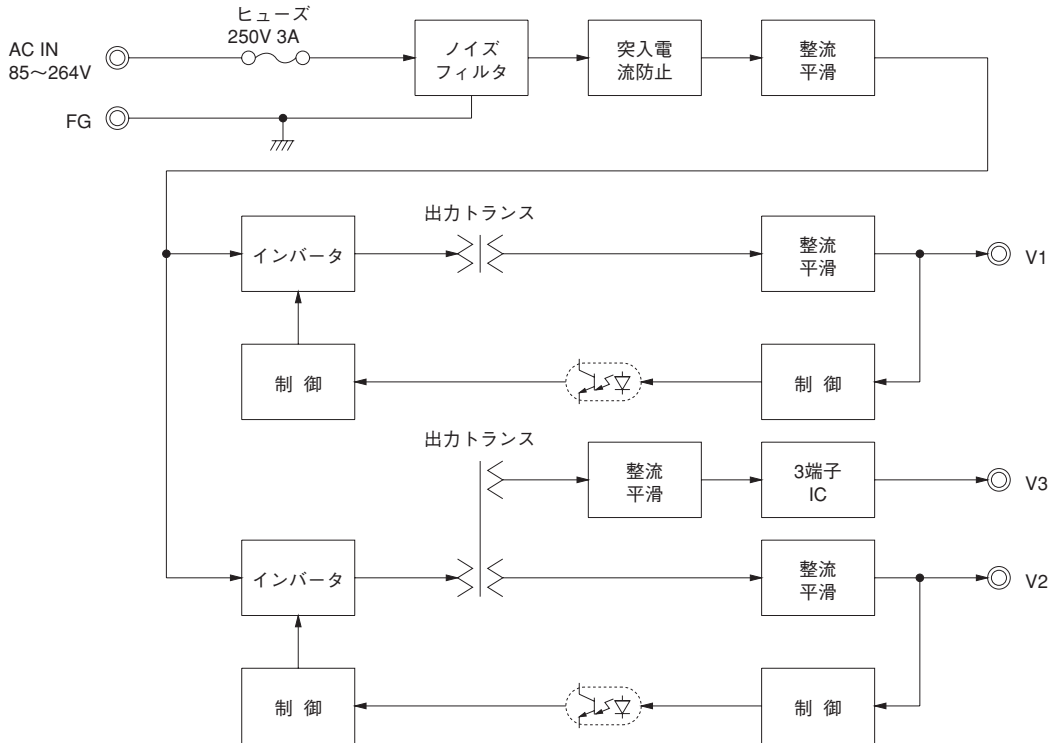 ヒューズ
250V 3A
AC IN
85～264V
ノイズ
フィルタ
突入電
流防止
整流
平滑
FG
出力トランス
インバータ
整流
平滑
V1
制 御
制 御
出力トランス
整流
平滑
3端子
IC
V3
インバータ
整流
平滑
V2
制 御
制 御